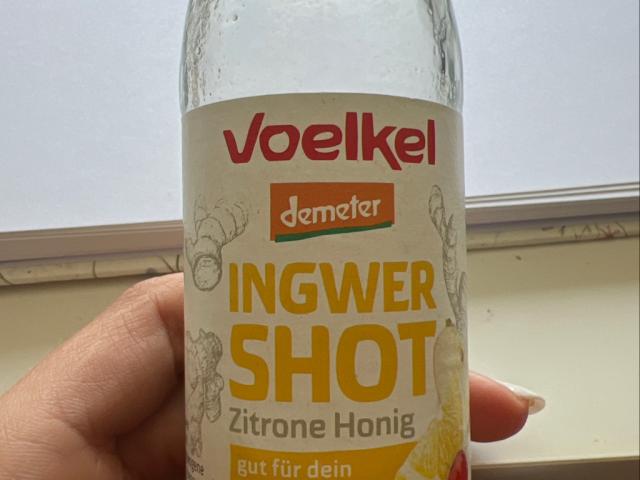 Voelkel
demeter
INGWER
SHOT
Zitrone Honig
gut für dein